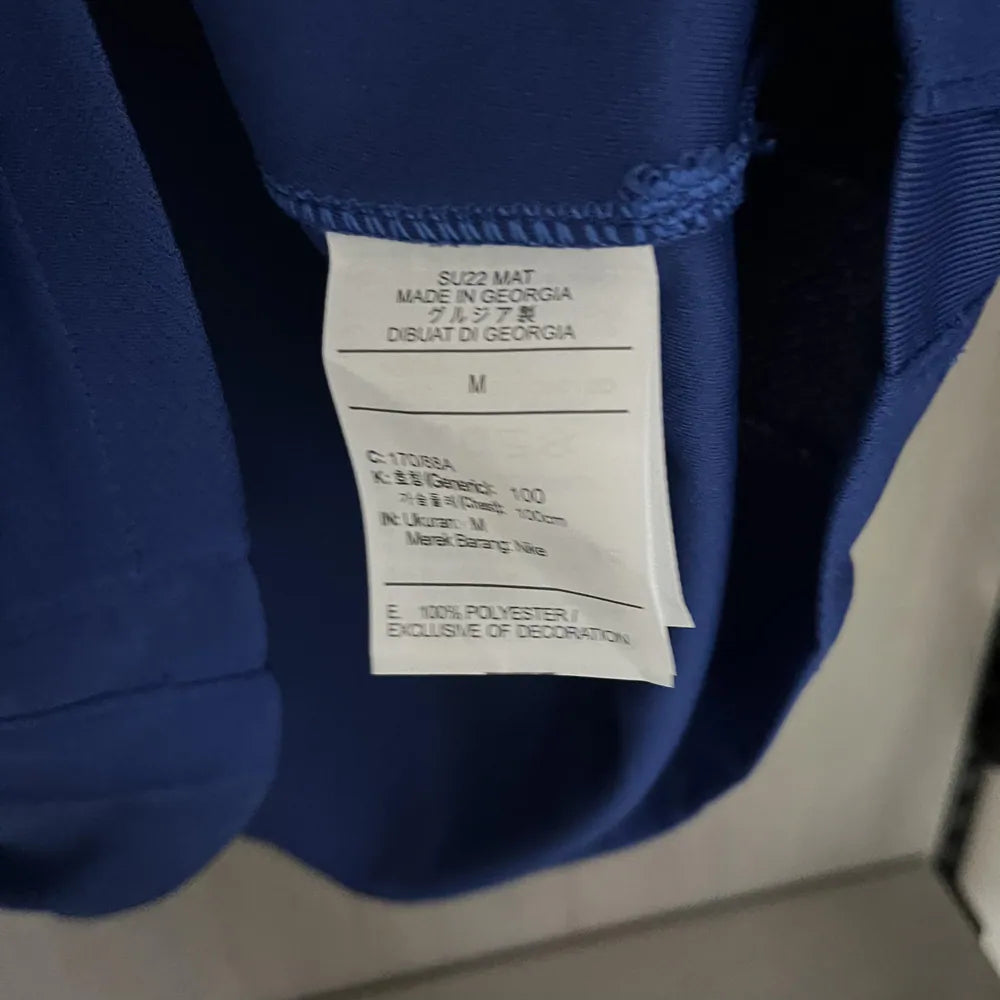 SU22 MAT
MADE IN GEORGIA
グルジア製
DIBUAT DI GEORGIA
M
C: 170/88A
K: 호칭(Generic): 100
가슴둘레(Chest): 100cm
IN: Ukuran: M
Merek Barang: Nike
E. 100% POLYESTER /
EXCLUSIVE OF DECORATION